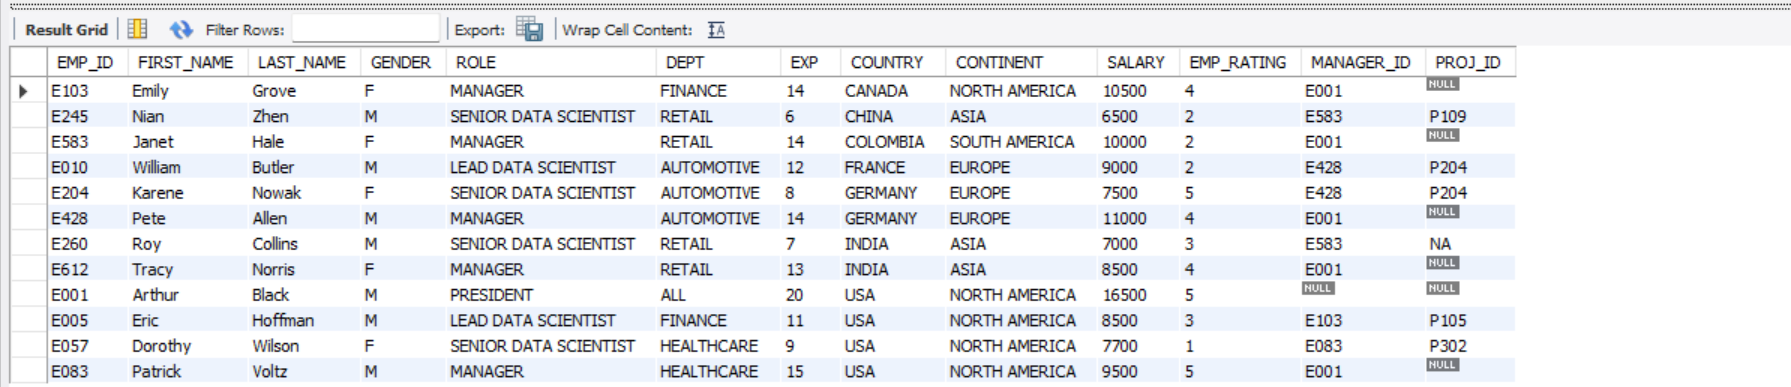 Result Grid Filter Rows: Export: Wrap Cell Content: IA
EMP_ID FIRST_NAME LAST_NAME GENDER ROLE DEPT EXP COUNTRY CONTINENT SALARY EMP_RATING MANAGER_ID PROJ_ID
E103 Emily Grove F MANAGER FINANCE 14 CANADA NORTH AMERICA 10500 4 E001 NULL
E245 Nian Zhen M SENIOR DATA SCIENTIST RETAIL 6 CHINA ASIA 6500 2 E583 P109
E583 Janet Hale F MANAGER RETAIL 14 COLOMBIA SOUTH AMERICA 10000 2 E001 NULL
E010 William Butler M LEAD DATA SCIENTIST AUTOMOTIVE 12 FRANCE EUROPE 9000 2 E428 P204
E204 Karene Nowak F SENIOR DATA SCIENTIST AUTOMOTIVE 8 GERMANY EUROPE 7500 5 E428 P204
E428 Pete Allen M MANAGER AUTOMOTIVE 14 GERMANY EUROPE 11000 4 E001 NULL
E260 Roy Collins M SENIOR DATA SCIENTIST RETAIL 7 INDIA ASIA 7000 3 E583 NA
E612 Tracy Norris F MANAGER RETAIL 13 INDIA ASIA 8500 4 E001 NULL
E001 Arthur Black M PRESIDENT ALL 20 USA NORTH AMERICA 16500 5 NULL NULL
E005 Eric Hoffman M LEAD DATA SCIENTIST FINANCE 11 USA NORTH AMERICA 8500 3 E103 P105
E057 Dorothy Wilson F SENIOR DATA SCIENTIST HEALTHCARE 9 USA NORTH AMERICA 7700 1 E083 P302
E083 Patrick Voltz M MANAGER HEALTHCARE 15 USA NORTH AMERICA 9500 5 E001 NULL